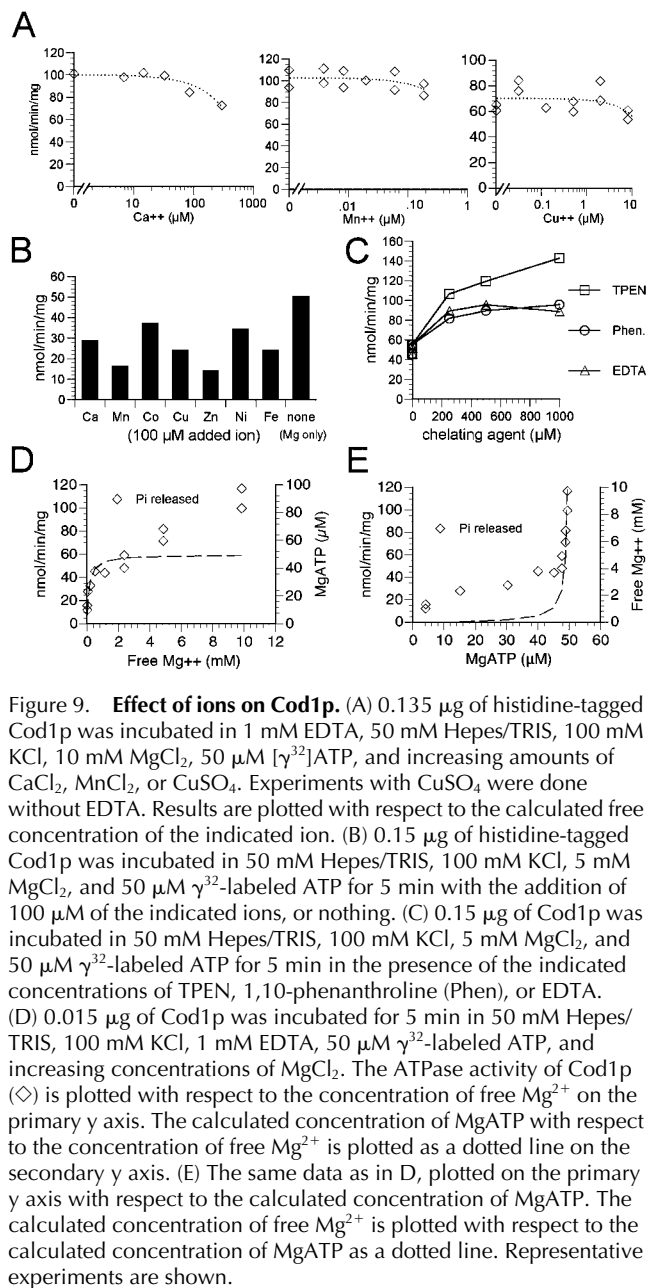 A
nmol/min/mg
120
100
80
60
40
20
0
0
10
100
1000
Ca++ (µM)
120
100
80
60
40
20
0
0
.01
0.1
1
Mn++ (µM)
100
80
60
40
20
0
0
0.1
1
10
Cu++ (µM)
B
nmol/min/mg
60
50
40
30
20
10
0
Ca Mn Co Cu Zn Ni Fe none
(100 µM added ion) (Mg only)
C
nmol/min/mg
160
140
120
100
80
60
40
20
0
0 200 400 600 800 1000
chelating agent (µM)
TPEN
Phen.
EDTA
D
nmol/min/mg
120
100
80
60
40
20
0
Pi released
100
80
60
40
20
0
MgATP (µM)
0 2 4 6 8 10 12
Free Mg++ (mM)
E
nmol/min/mg
120
100
80
60
40
20
0
Pi released
10
8
6
4
2
0
Free Mg++ (mM)
0 10 20 30 40 50 60
MgATP (µM)
Figure 9. Effect of ions on Cod1p. (A) 0.135 µg of histidine-tagged
Cod1p was incubated in 1 mM EDTA, 50 mM Hepes/TRIS, 100 mM
KCl, 10 mM MgCl₂, 50 µM [γ³²]ATP, and increasing amounts of
CaCl₂, MnCl₂, or CuSO₄. Experiments with CuSO₄ were done
without EDTA. Results are plotted with respect to the calculated free
concentration of the indicated ion. (B) 0.15 µg of histidine-tagged
Cod1p was incubated in 50 mM Hepes/TRIS, 100 mM KCl, 5 mM
MgCl₂, and 50 µM γ³²-labeled ATP for 5 min with the addition of
100 µM of the indicated ions, or nothing. (C) 0.15 µg of Cod1p was
incubated in 50 mM Hepes/TRIS, 100 mM KCl, 5 mM MgCl₂, and
50 µM γ³²-labeled ATP for 5 min in the presence of the indicated
concentrations of TPEN, 1,10-phenanthroline (Phen), or EDTA.
(D) 0.015 µg of Cod1p was incubated for 5 min in 50 mM Hepes/
TRIS, 100 mM KCl, 1 mM EDTA, 50 µM γ³²-labeled ATP, and
increasing concentrations of MgCl₂. The ATPase activity of Cod1p
(◇) is plotted with respect to the concentration of free Mg²⁺ on the
primary y axis. The calculated concentration of MgATP with respect
to the concentration of free Mg²⁺ is plotted as a dotted line on the
secondary y axis. (E) The same data as in D, plotted on the primary
y axis with respect to the calculated concentration of MgATP. The
calculated concentration of free Mg²⁺ is plotted with respect to the
calculated concentration of MgATP as a dotted line. Representative
experiments are shown.